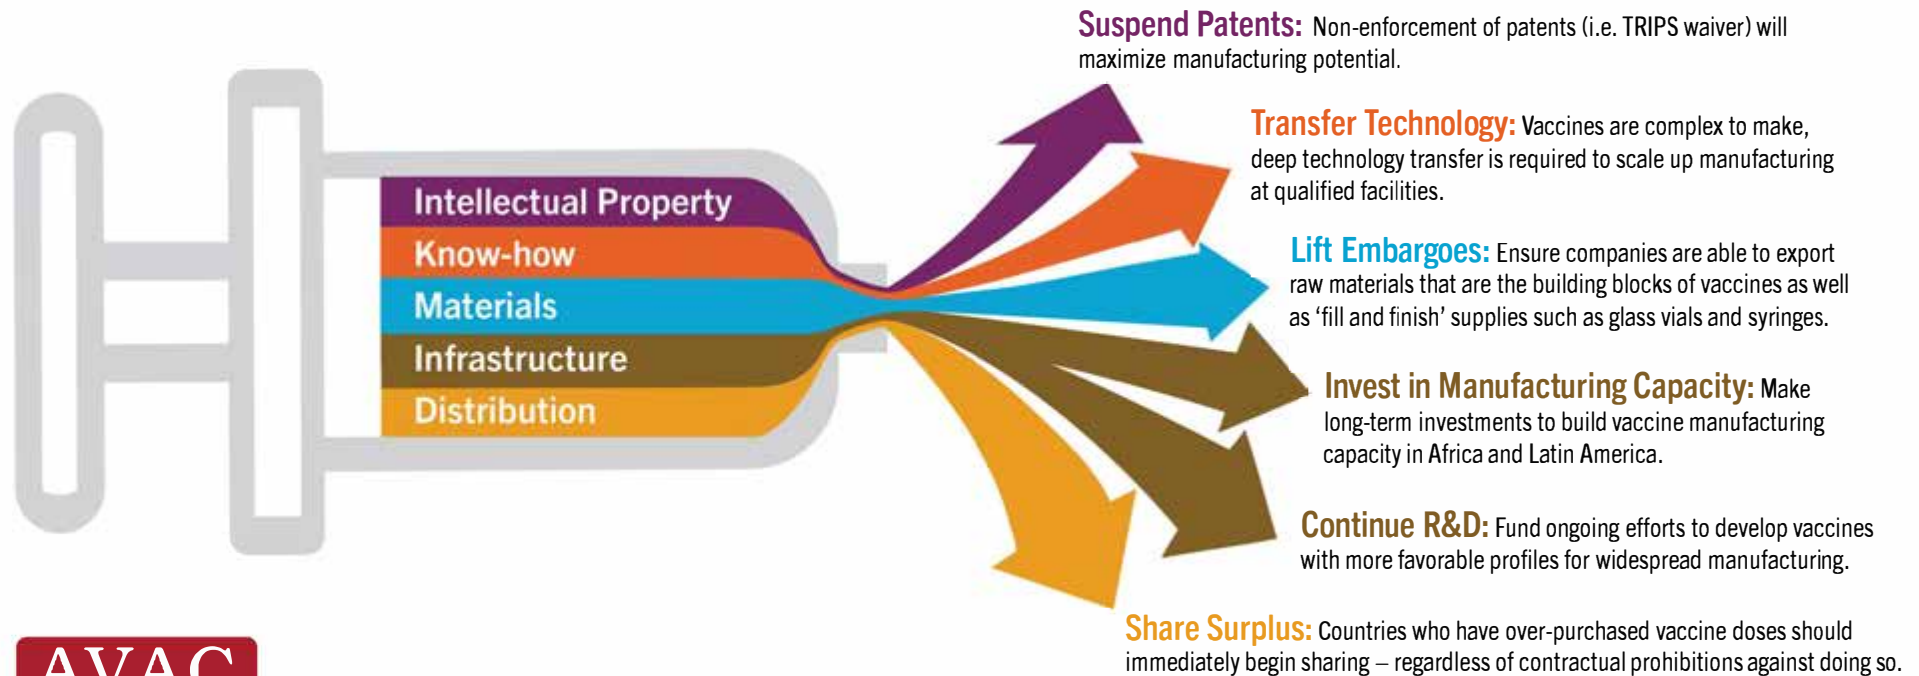 Suspend Patents: Non-enforcement of patents (i.e. TRIPS waiver) will
maximize manufacturing potential.
Transfer Technology: Vaccines are complex to make,
deep technology transfer is required to scale up manufacturing
at qualified facilities.
Intellectual Property
Know-how
Materials
Infrastructure
Distribution
Lift Embargoes: Ensure companies are able to export
raw materials that are the building blocks of vaccines as well
as ‘fill and finish’ supplies such as glass vials and syringes.
Invest in Manufacturing Capacity: Make
long-term investments to build vaccine manufacturing
capacity in Africa and Latin America.
Continue R&D: Fund ongoing efforts to develop vaccines
with more favorable profiles for widespread manufacturing.
Share Surplus: Countries who have over-purchased vaccine doses should
immediately begin sharing – regardless of contractual prohibitions against doing so.
AVAC